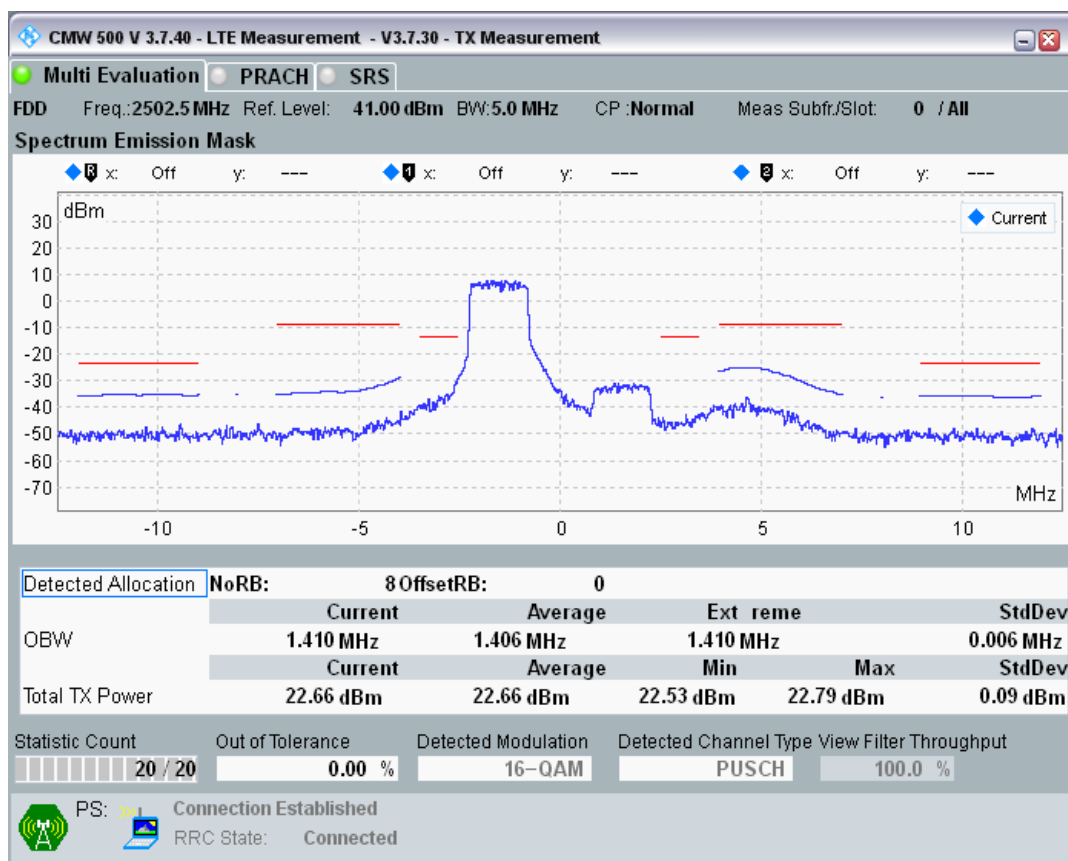 CMW 500 V 3.7.40 - LTE Measurement - V3.7.30 - TX Measurement
Multi Evaluation PRACH SRS
FDD Freq.:2502.5 MHz Ref. Level: 41.00 dBm BW:5.0 MHz CP :Normal Meas Subfr./Slot: 0 / All
Spectrum Emission Mask
R x: Off y: --- 1 x: Off y: --- 2 x: Off y: ---
dBm
Current
30
20
10
0
-10
-20
-30
-40
-50
-60
-70
MHz
-10 -5 0 5 10
Detected Allocation NoRB: 8 OffsetRB: 0
Current Average Ext reme StdDev
OBW 1.410 MHz 1.406 MHz 1.410 MHz 0.006 MHz
Current Average Min Max StdDev
Total TX Power 22.66 dBm 22.66 dBm 22.53 dBm 22.79 dBm 0.09 dBm
Statistic Count Out of Tolerance Detected Modulation Detected Channel Type View Filter Throughput
20 / 20 0.00 % 16-QAM PUSCH 100.0 %
PS: Connection Established
RRC State: Connected